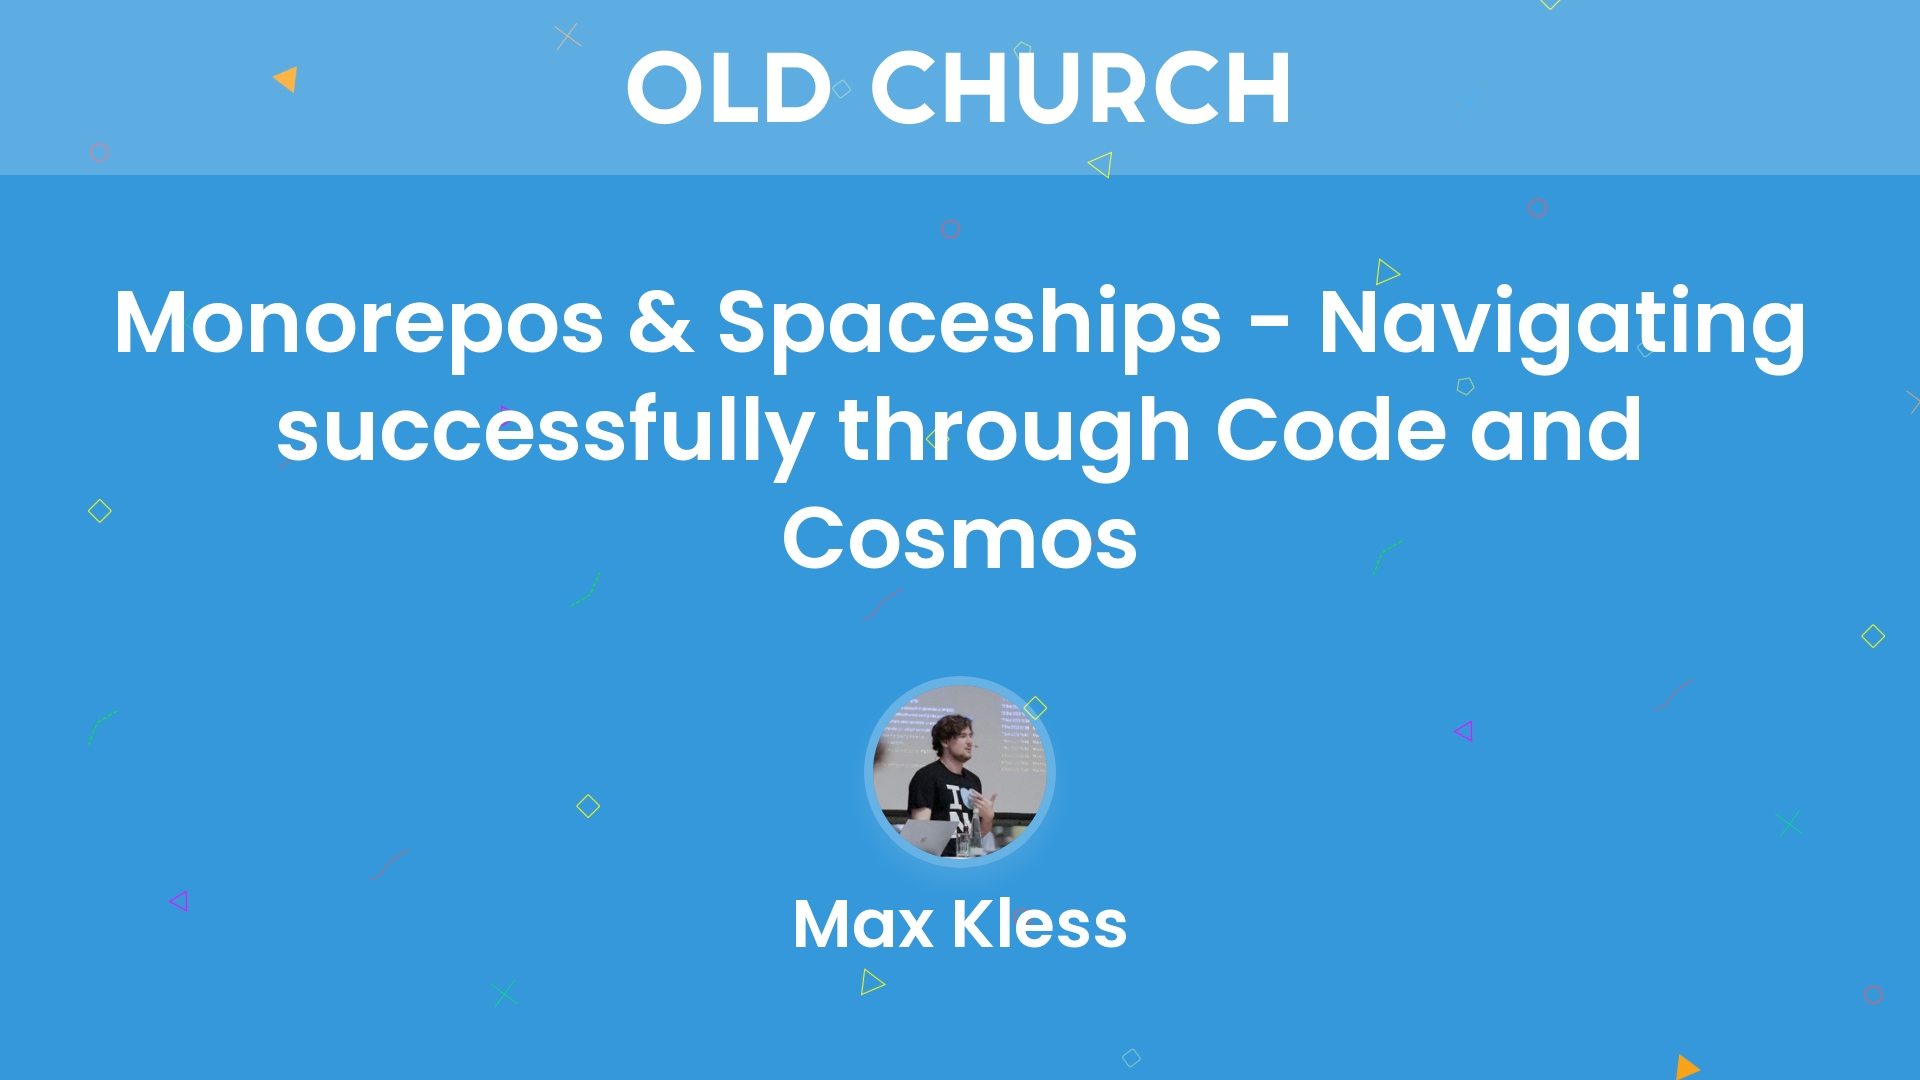 OLD CHURCH
Monorepos & Spaceships - Navigating
successfully through Code and
Cosmos
Max Kless